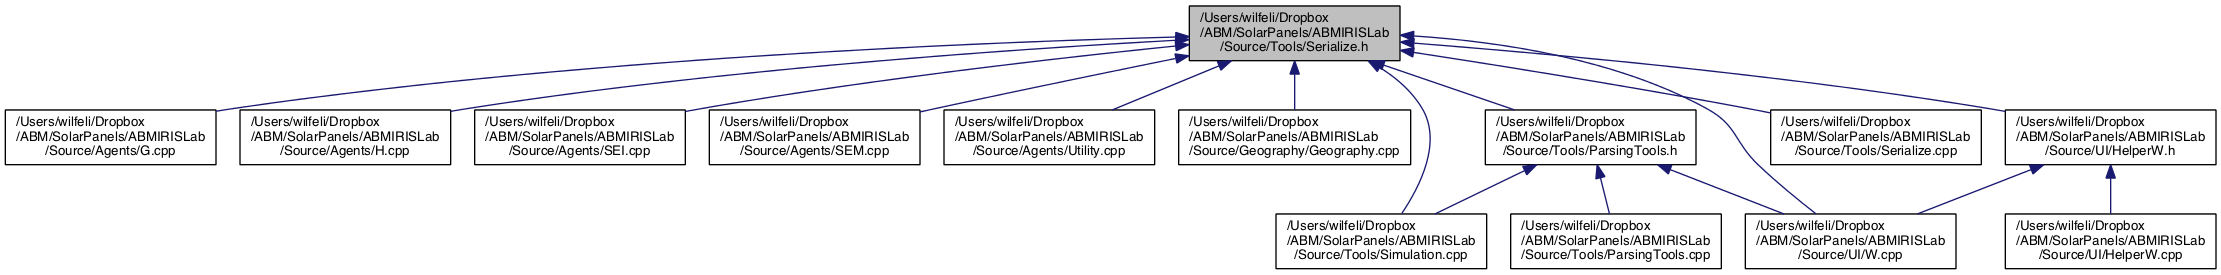 /Users/wilfeli/Dropbox
/ABM/SolarPanels/ABMIRISLab
/Source/Tools/Serialize.h
/Users/wilfeli/Dropbox
/ABM/SolarPanels/ABMIRISLab
/Source/Agents/G.cpp
/Users/wilfeli/Dropbox
/ABM/SolarPanels/ABMIRISLab
/Source/Agents/H.cpp
/Users/wilfeli/Dropbox
/ABM/SolarPanels/ABMIRISLab
/Source/Agents/SEI.cpp
/Users/wilfeli/Dropbox
/ABM/SolarPanels/ABMIRISLab
/Source/Agents/SEM.cpp
/Users/wilfeli/Dropbox
/ABM/SolarPanels/ABMIRISLab
/Source/Agents/Utility.cpp
/Users/wilfeli/Dropbox
/ABM/SolarPanels/ABMIRISLab
/Source/Geography/Geography.cpp
/Users/wilfeli/Dropbox
/ABM/SolarPanels/ABMIRISLab
/Source/Tools/ParsingTools.h
/Users/wilfeli/Dropbox
/ABM/SolarPanels/ABMIRISLab
/Source/Tools/Serialize.cpp
/Users/wilfeli/Dropbox
/ABM/SolarPanels/ABMIRISLab
/Source/UI/HelperW.h
/Users/wilfeli/Dropbox
/ABM/SolarPanels/ABMIRISLab
/Source/Tools/Simulation.cpp
/Users/wilfeli/Dropbox
/ABM/SolarPanels/ABMIRISLab
/Source/Tools/ParsingTools.cpp
/Users/wilfeli/Dropbox
/ABM/SolarPanels/ABMIRISLab
/Source/UI/W.cpp
/Users/wilfeli/Dropbox
/ABM/SolarPanels/ABMIRISLab
/Source/UI/HelperW.cpp